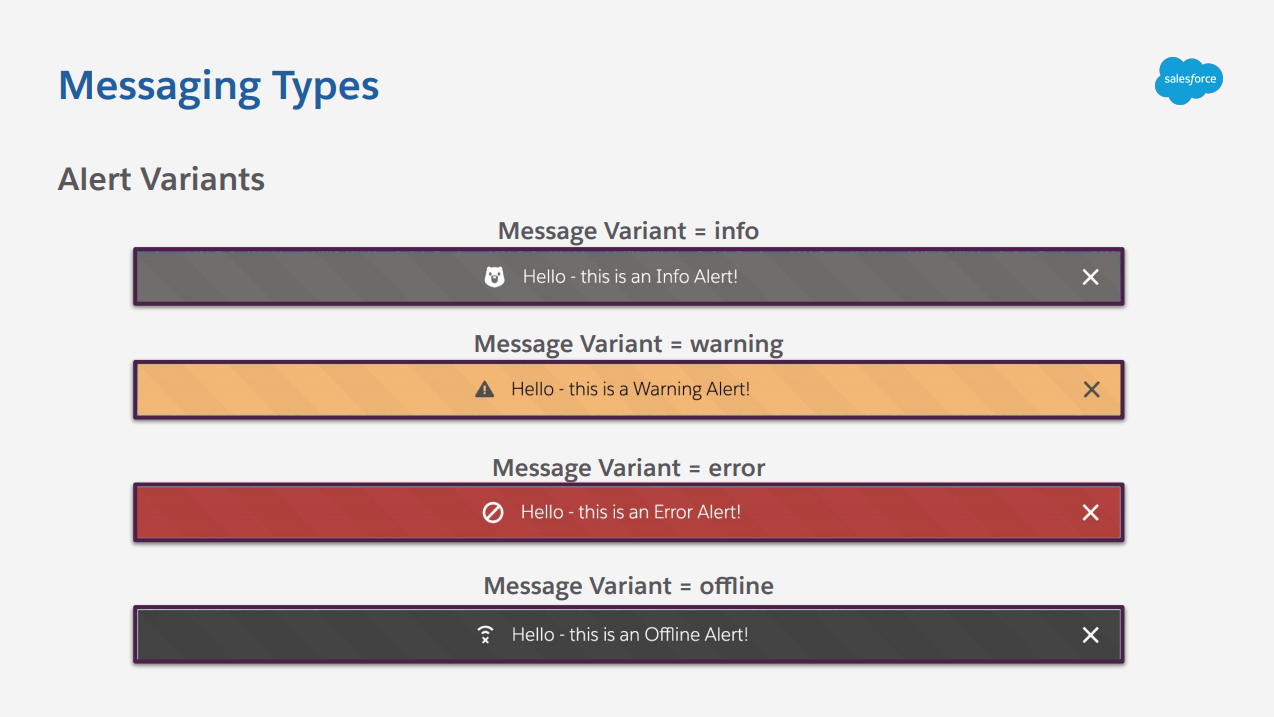 Messaging Types
salesforce
Alert Variants
Message Variant = info
Hello - this is an Info Alert!
Message Variant = warning
Hello - this is a Warning Alert!
Message Variant = error
Hello - this is an Error Alert!
Message Variant = offline
Hello - this is an Offline Alert!